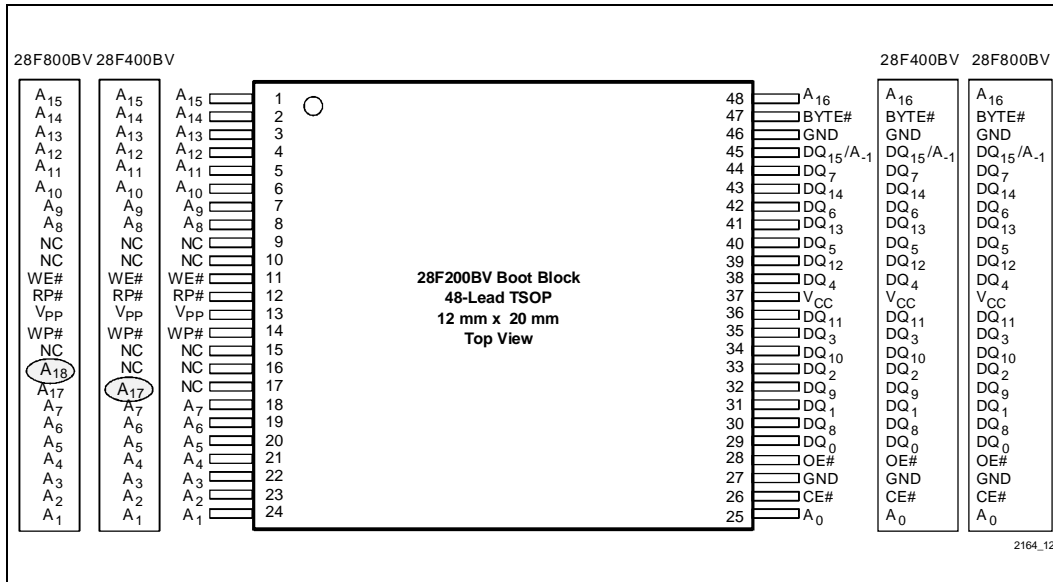 28F800BV 28F400BV 28F400BV 28F800BV
A15 A15 A15 1 48 A16 A16 A16
A14 A14 A14 2 47 BYTE# BYTE# BYTE#
A13 A13 A13 3 46 GND GND GND
A12 A12 A12 4 45 DQ15/A-1 DQ15/A-1 DQ15/A-1
A11 A11 A11 5 44 DQ7 DQ7 DQ7
A10 A10 A10 6 43 DQ14 DQ14 DQ14
A9 A9 A9 7 42 DQ6 DQ6 DQ6
A8 A8 A8 8 41 DQ13 DQ13 DQ13
NC NC NC 9 40 DQ5 DQ5 DQ5
NC NC NC 10 39 DQ12 DQ12 DQ12
WE# WE# WE# 11 38 DQ4 DQ4 DQ4
RP# RP# RP# 12 37 VCC VCC VCC
VPP VPP VPP 13 36 DQ11 DQ11 DQ11
WP# WP# WP# 14 35 DQ3 DQ3 DQ3
NC NC NC 15 34 DQ10 DQ10 DQ10
A18 NC NC 16 33 DQ2 DQ2 DQ2
A17 A17 NC 17 32 DQ9 DQ9 DQ9
A7 A7 A7 18 31 DQ1 DQ1 DQ1
A6 A6 A6 19 30 DQ8 DQ8 DQ8
A5 A5 A5 20 29 DQ0 DQ0 DQ0
A4 A4 A4 21 28 OE# OE# OE#
A3 A3 A3 22 27 GND GND GND
A2 A2 A2 23 26 CE# CE# CE#
A1 A1 A1 24 25 A0 A0 A0
28F200BV Boot Block
48-Lead TSOP
12 mm x 20 mm
Top View
2164_12